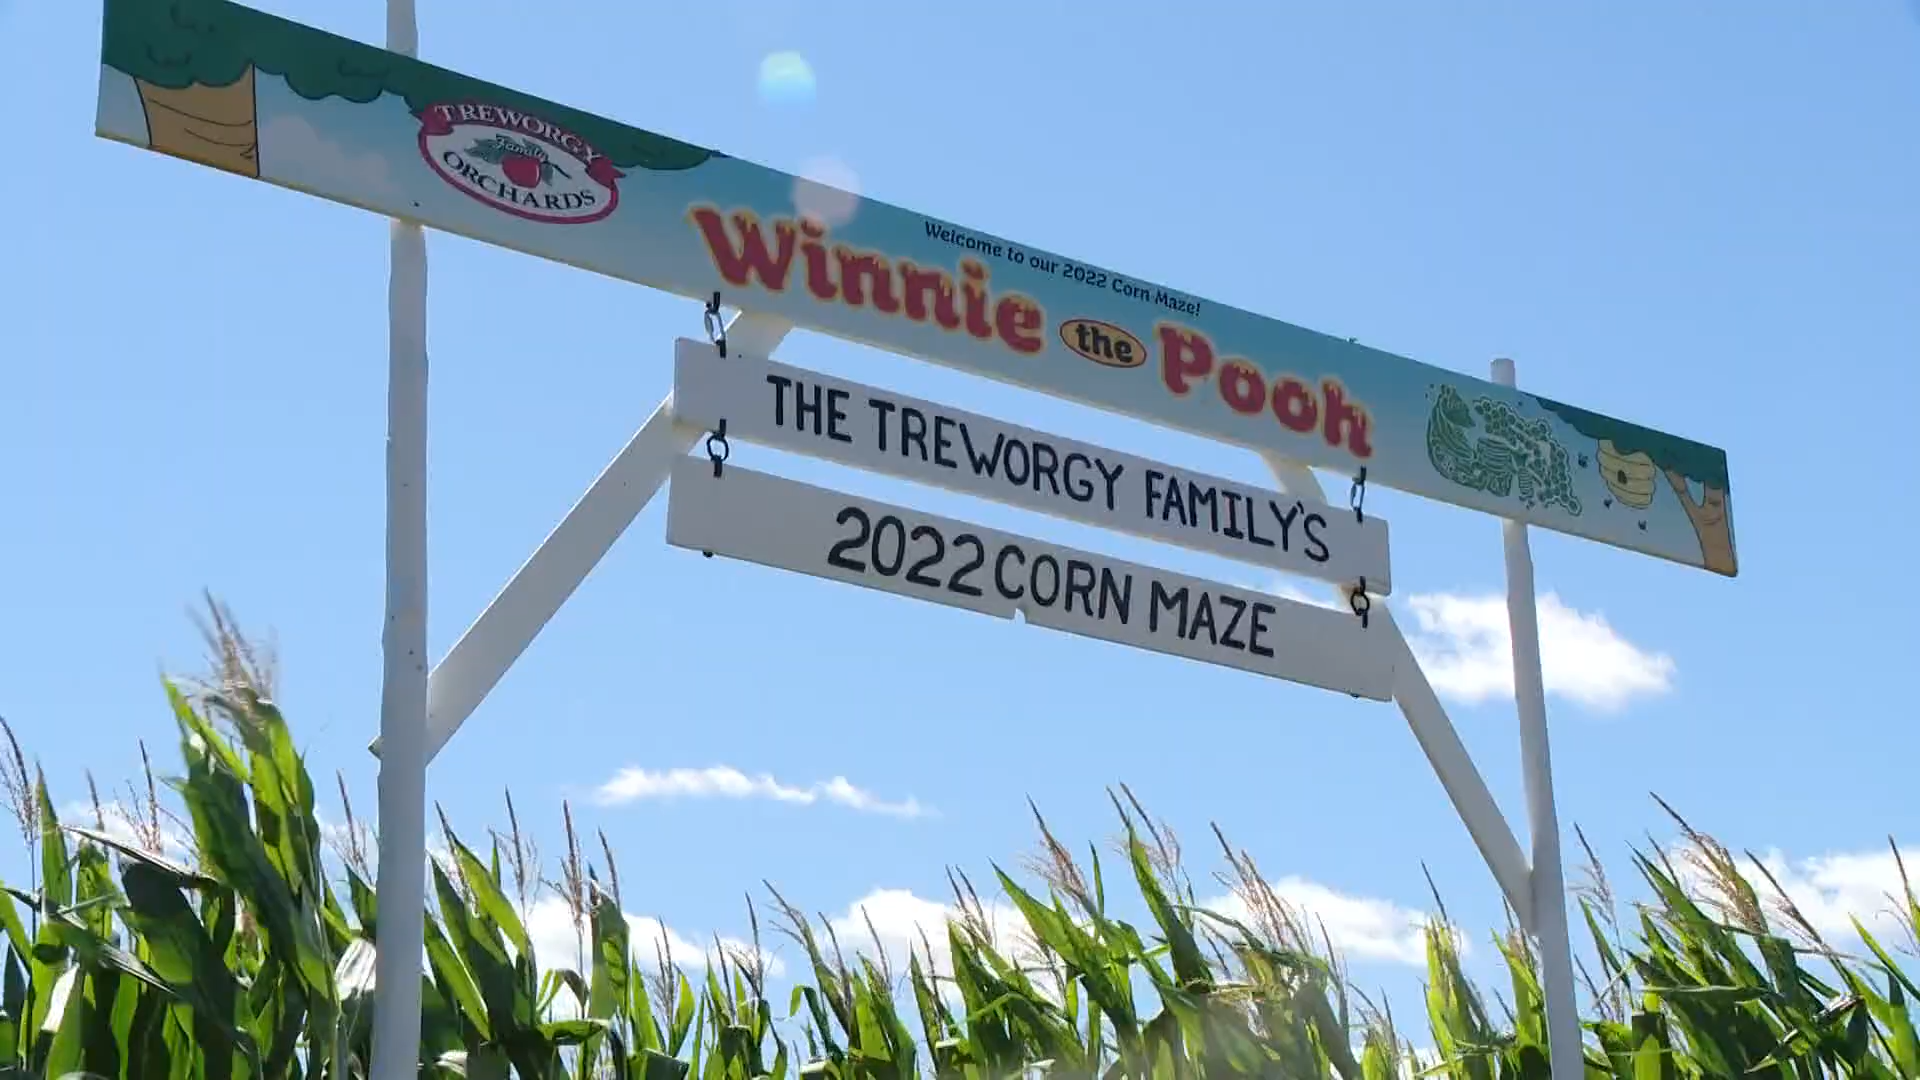 TREWORGY
Family
ORCHARDS
Welcome to our 2022 Corn Maze!
Winnie the Pooh
THE TREWORGY FAMILY'S
2022 CORN MAZE